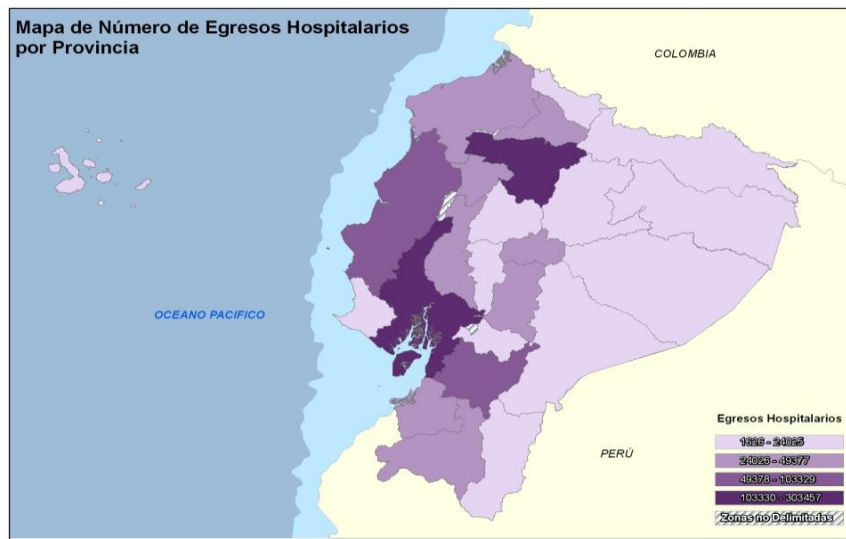 Mapa de Número de Egresos Hospitalarios
por Provincia
COLOMBIA
OCEANO PACIFICO
PERÚ
Egresos Hospitalarios
1626 - 24025
24026 - 49377
49378 - 103329
103330 - 303457
Zonas no Delimitadas